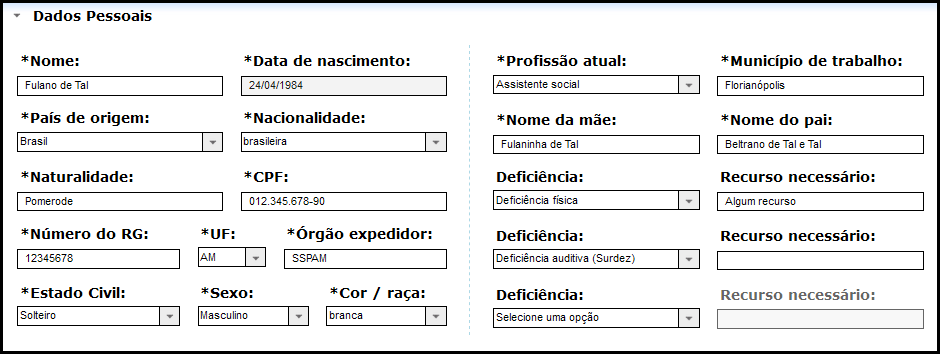 Dados Pessoais
*Nome: *Data de nascimento:
Fulano de Tal 24/04/1984
*País de origem: *Nacionalidade:
Brasil brasileira
*Naturalidade: *CPF:
Pomerode 012.345.678-90
*Número do RG: *UF: *Órgão expedidor:
12345678 AM SSPAM
*Estado Civil: *Sexo: *Cor / raça:
Solteiro Masculino branca
*Profissão atual: *Município de trabalho:
Assistente social Florianópolis
*Nome da mãe: *Nome do pai:
Fulaninha de Tal Beltrano de Tal e Tal
Deficiência: Recurso necessário:
Deficiência física Algum recurso
Deficiência: Recurso necessário:
Deficiência auditiva (Surdez)
Deficiência: Recurso necessário:
Selecione uma opção